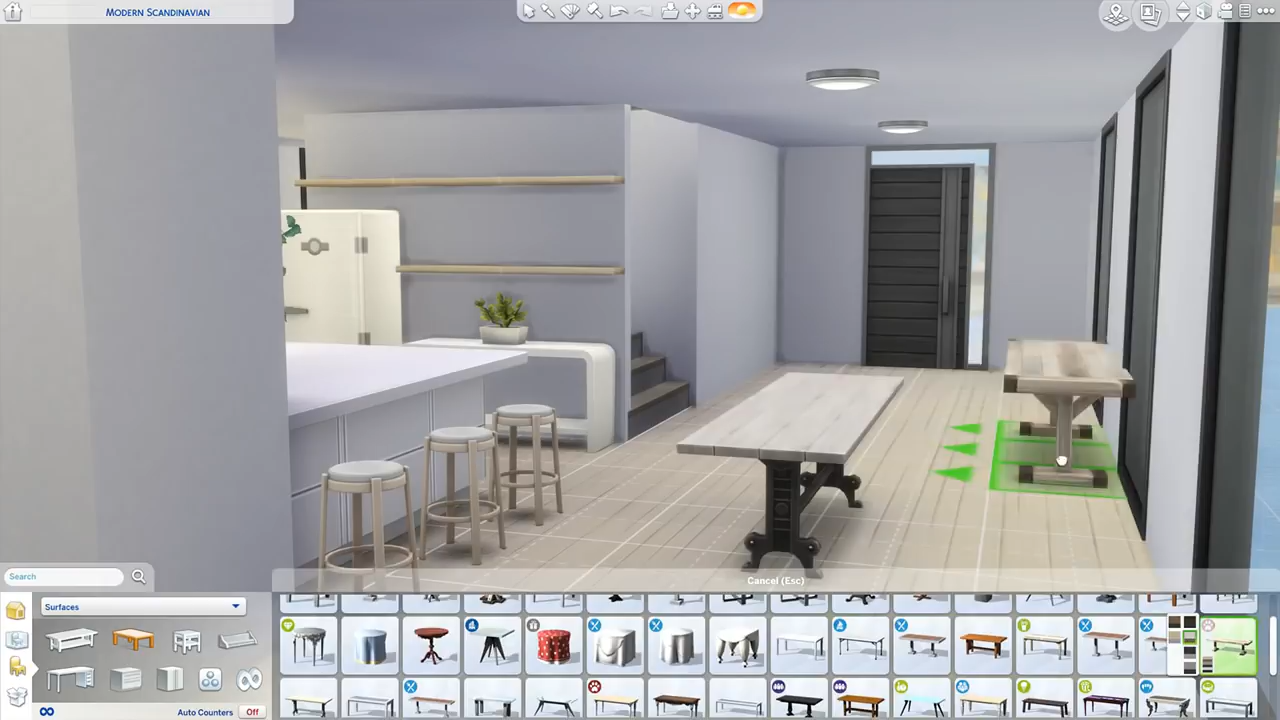 MODERN SCANDINAVIAN
Cancel (Esc)
Search
Surfaces
Auto Counters
Off